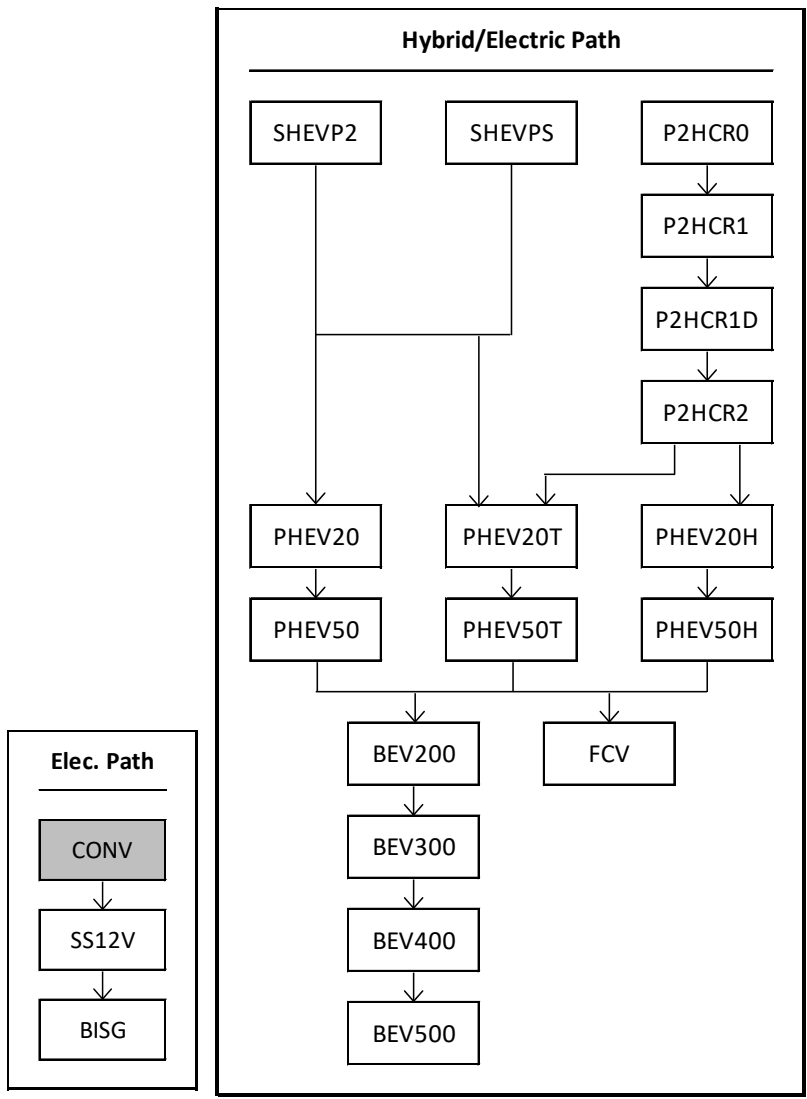 Hybrid/Electric Path
SHEVP2
SHEVPS
P2HCR0
P2HCR1
P2HCR1D
P2HCR2
PHEV20
PHEV20T
PHEV20H
PHEV50
PHEV50T
PHEV50H
BEV200
FCV
BEV300
BEV400
BEV500
Elec. Path
CONV
SS12V
BISG